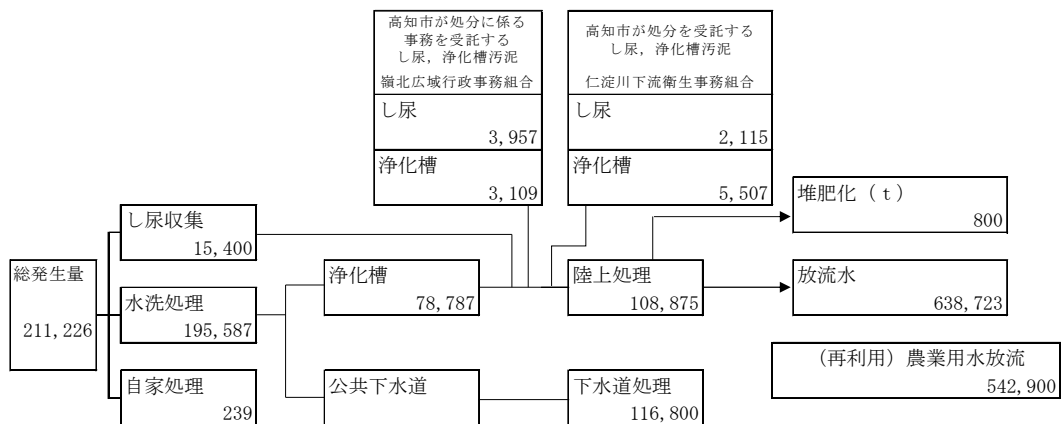 高知市が処分に係る
事務を受託する
し尿，浄化槽汚泥
嶺北広域行政事務組合
し尿
3,957
浄化槽
3,109
高知市が処分を受託する
し尿，浄化槽汚泥
仁淀川下流衛生事務組合
し尿
2,115
浄化槽
5,507
堆肥化（ｔ）
800
し尿収集
15,400
総発生量
211,226
水洗処理
195,587
浄化槽
78,787
陸上処理
108,875
放流水
638,723
（再利用）農業用水放流
542,900
自家処理
239
公共下水道
下水道処理
116,800